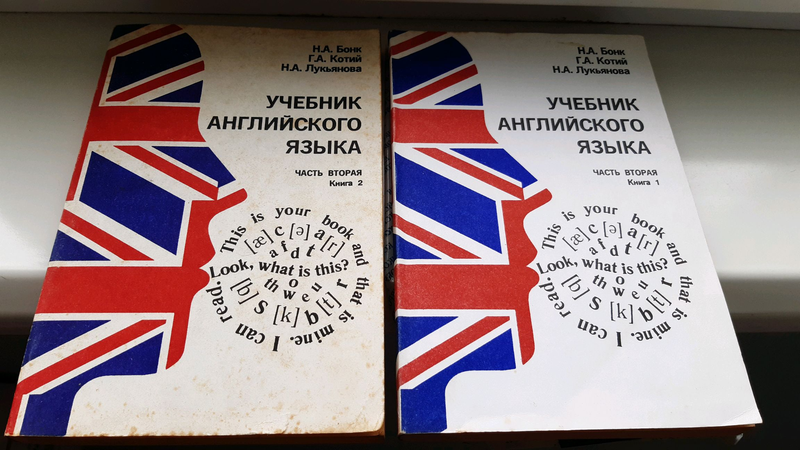 Н.А. Бонк
Г.А. Котий
Н.А. Лукьянова
УЧЕБНИК
АНГЛИЙСКОГО
ЯЗЫКА
ЧАСТЬ ВТОРАЯ
Книга 2
This is your book and that is mine. I can read.
[æ] c [ə] a [r]
a f d t
Look, what is this?
o
th w e u r
[b] s [k] b [t]
Н.А. Бонк
Г.А. Котий
Н.А. Лукьянова
УЧЕБНИК
АНГЛИЙСКОГО
ЯЗЫКА
ЧАСТЬ ВТОРАЯ
Книга 1
This is your book and that is mine. I can read.
[æ] c [ə] a [r]
a f d t
Look, what is this?
o
th w e u r
[b] s [k] b [t]